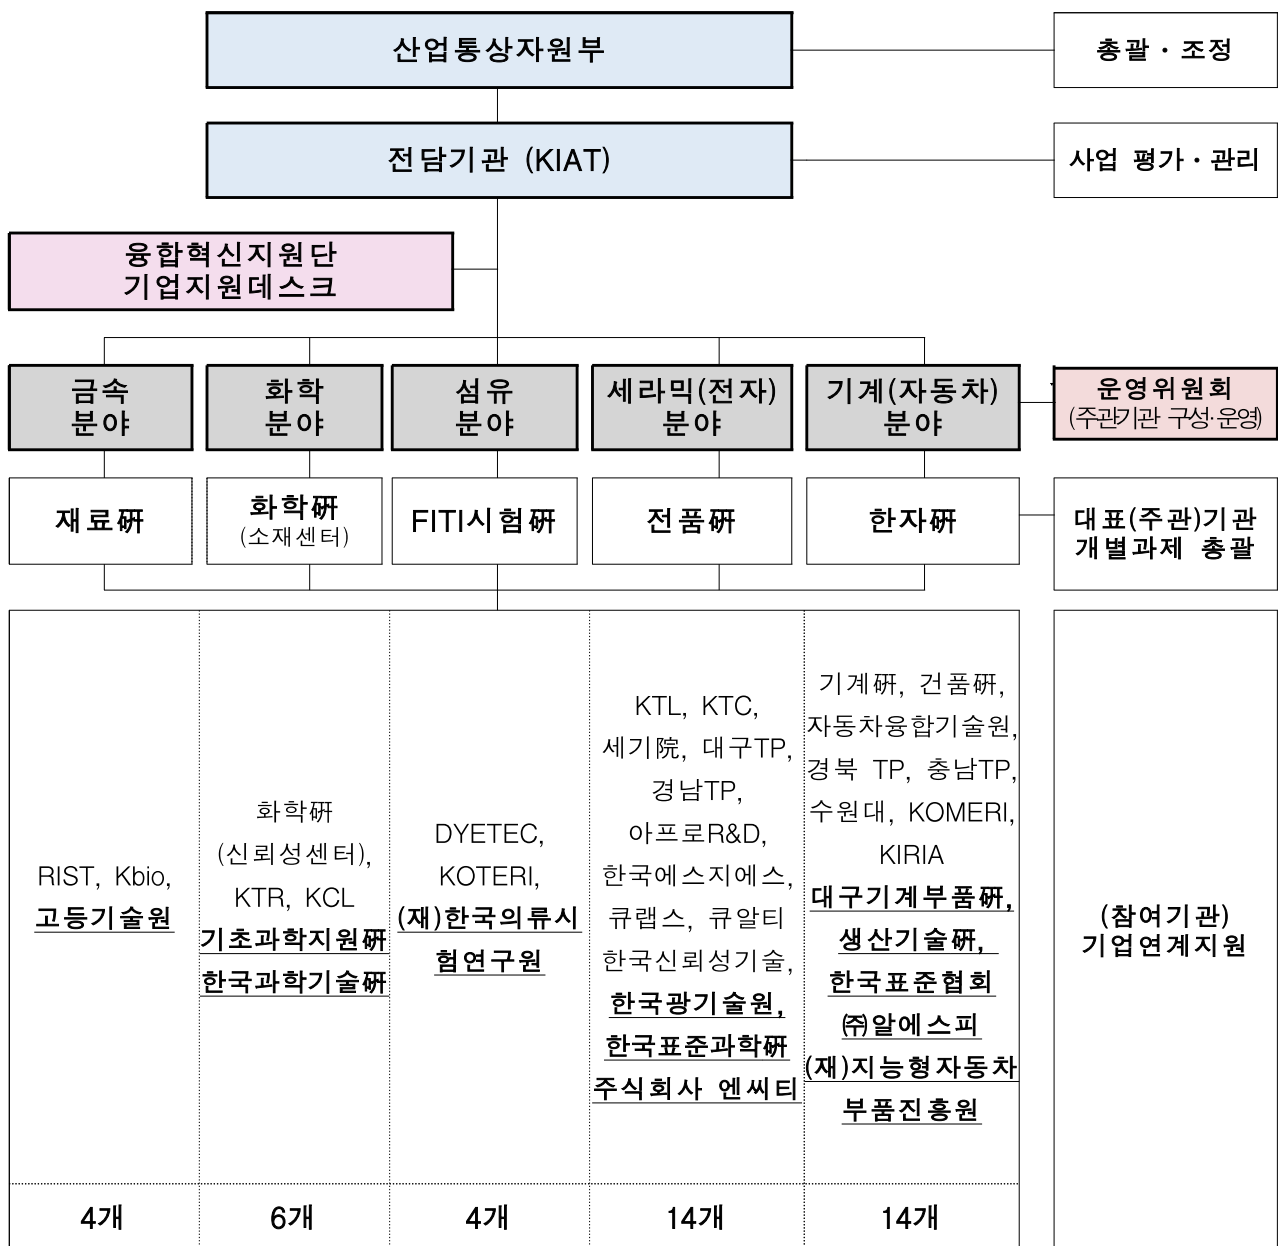 산업통상자원부
총괄·조정
전담기관 (KIAT)
사업 평가·관리
융합혁신지원단
기업지원데스크
금속
분야
화학
분야
섬유
분야
세라믹(전자)
분야
기계(자동차)
분야
운영위원회
(주관기관 구성·운영)
재료硏
화학硏
(소재센터)
FITI시험硏
전품硏
한자硏
대표(주관)기관
개별과제 총괄
RIST, Kbio,
고등기술원
화학硏
(신뢰성센터),
KTR, KCL
기초과학지원硏
한국과학기술硏
DYETEC,
KOTERI,
(재)한국의류시
험연구원
KTL, KTC,
세기院, 대구TP,
경남TP,
아프로R&D,
한국에스지에스,
큐랩스, 큐알티
한국신뢰성기술,
한국광기술원,
한국표준과학硏
주식회사 엔씨티
기계硏, 건품硏,
자동차융합기술원,
경북 TP, 충남TP,
수원대, KOMERI,
KIRIA
대구기계부품硏,
생산기술硏,
한국표준협회
㈜알에스피
(재)지능형자동차
부품진흥원
(참여기관)
기업연계지원
4개
6개
4개
14개
14개